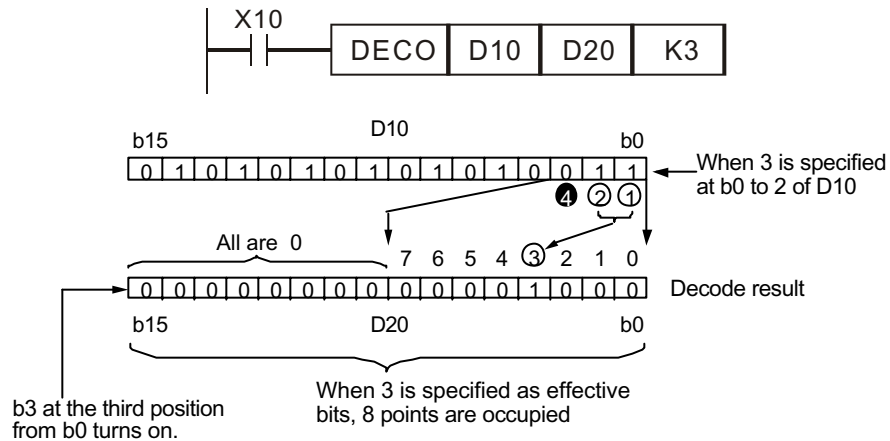 X10
DECO D10 D20 K3
D10
b15 b0
0 1 0 1 0 1 0 1 0 1 0 1 0 0 1 1
When 3 is specified
at b0 to 2 of D10
4 2 1
All are 0
7 6 5 4 3 2 1 0
0 0 0 0 0 0 0 0 0 0 0 0 1 0 0 0
Decode result
b15 D20 b0
When 3 is specified as effective
bits, 8 points are occupied
b3 at the third position
from b0 turns on.